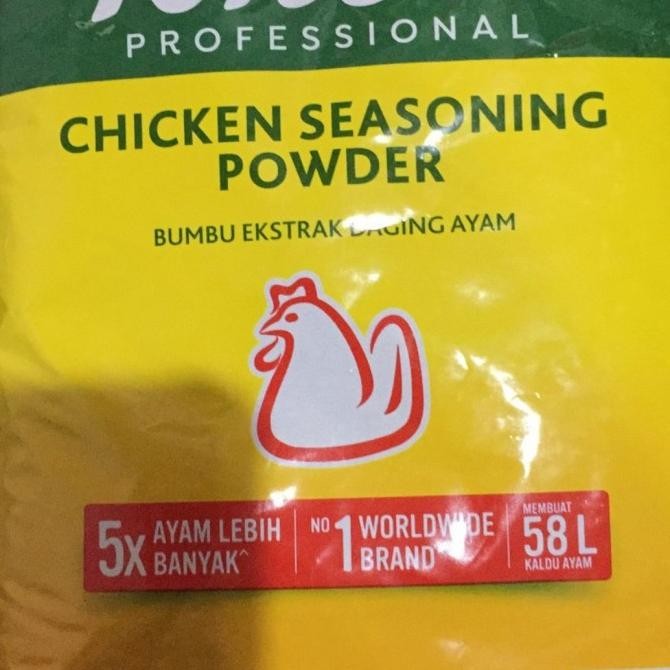 PROFESSIONAL
CHICKEN SEASONING
POWDER
BUMBU EKSTRAK DAGING AYAM
5X AYAM LEBIH
BANYAK^
NO 1 WORLDWIDE
BRAND
MEMBUAT
58 L
KALDU AYAM